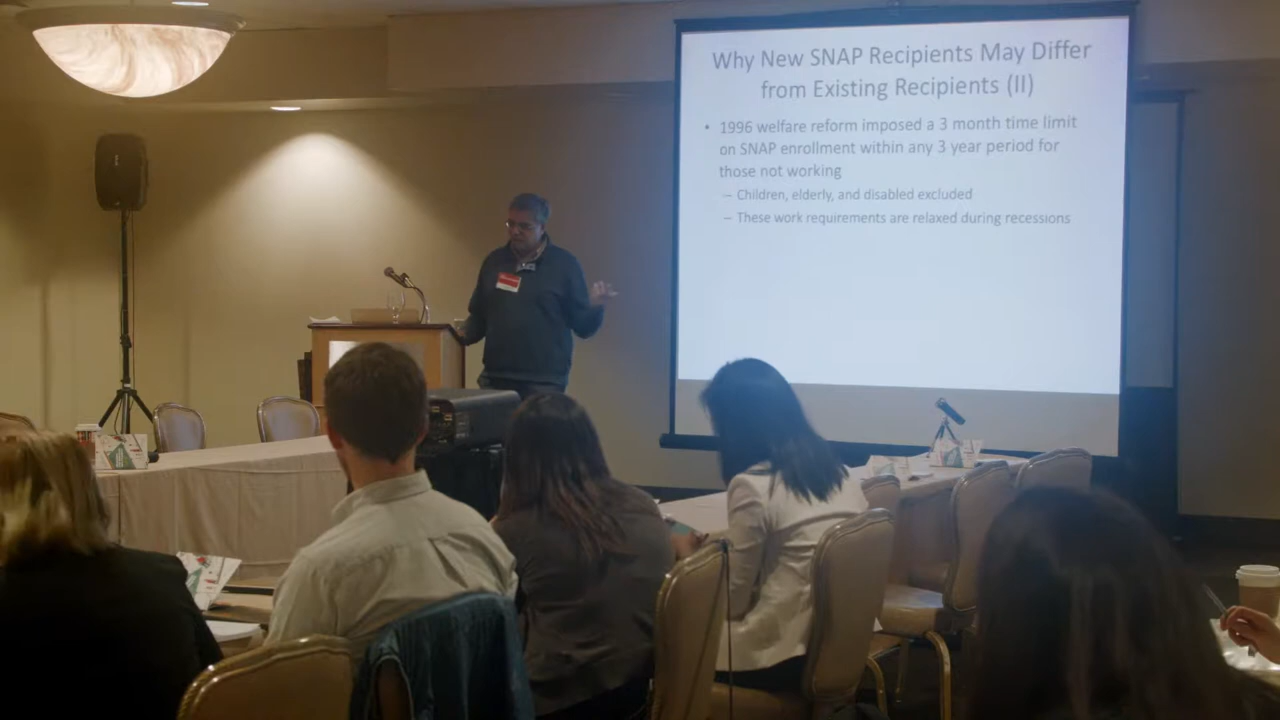 Why New SNAP Recipients May Differ
from Existing Recipients (II)
• 1996 welfare reform imposed a 3 month time limit
on SNAP enrollment within any 3 year period for
those not working
– Children, elderly, and disabled excluded
– These work requirements are relaxed during recessions